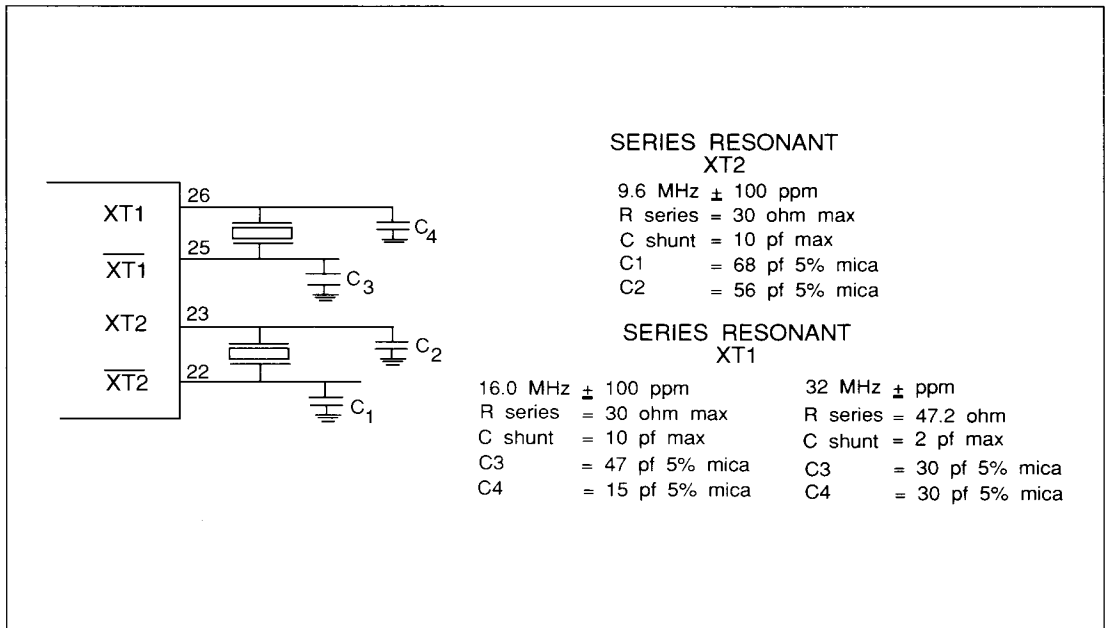 XT1
26
C4
X̅T̅1̅
25
C3
XT2
23
C2
X̅T̅2̅
22
C1
SERIES RESONANT
XT2
9.6 MHz ± 100 ppm
R series = 30 ohm max
C shunt = 10 pf max
C1 = 68 pf 5% mica
C2 = 56 pf 5% mica
SERIES RESONANT
XT1
16.0 MHz ± 100 ppm
R series = 30 ohm max
C shunt = 10 pf max
C3 = 47 pf 5% mica
C4 = 15 pf 5% mica
32 MHz ± ppm
R series = 47.2 ohm
C shunt = 2 pf max
C3 = 30 pf 5% mica
C4 = 30 pf 5% mica